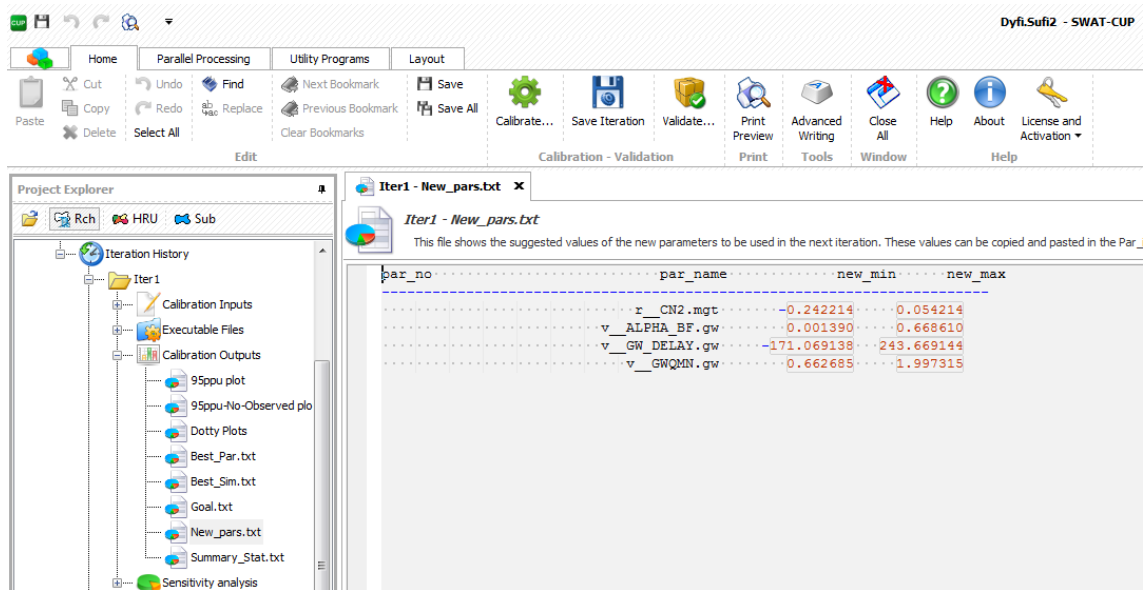 CUP
Dyfi.Sufi2 - SWAT-CUP
Home Parallel Processing Utility Programs Layout
Paste
Cut
Copy
Delete
Undo
Redo
Select All
Find
Replace
Next Bookmark
Previous Bookmark
Clear Bookmarks
Save
Save All
Edit
Calibrate...
Save Iteration
Validate...
Calibration - Validation
Print
Preview
Print
Advanced
Writing
Tools
Close
All
Window
Help
About
License and
Activation
Help
Project Explorer
Rch HRU Sub
Iteration History
Iter1
Calibration Inputs
Executable Files
Calibration Outputs
95ppu plot
95ppu-No-Observed plo
Dotty Plots
Best_Par.txt
Best_Sim.txt
Goal.txt
New_pars.txt
Summary_Stat.txt
Sensitivity analysis
Iter1 - New_pars.txt X
Iter1 - New_pars.txt
This file shows the suggested values of the new parameters to be used in the next iteration. These values can be copied and pasted in the Par_
par_no par_name new_min new_max
r__CN2.mgt -0.242214 0.054214
v__ALPHA_BF.gw 0.001390 0.668610
v__GW_DELAY.gw -171.069138 243.669144
v__GWQMN.gw 0.662685 1.997315